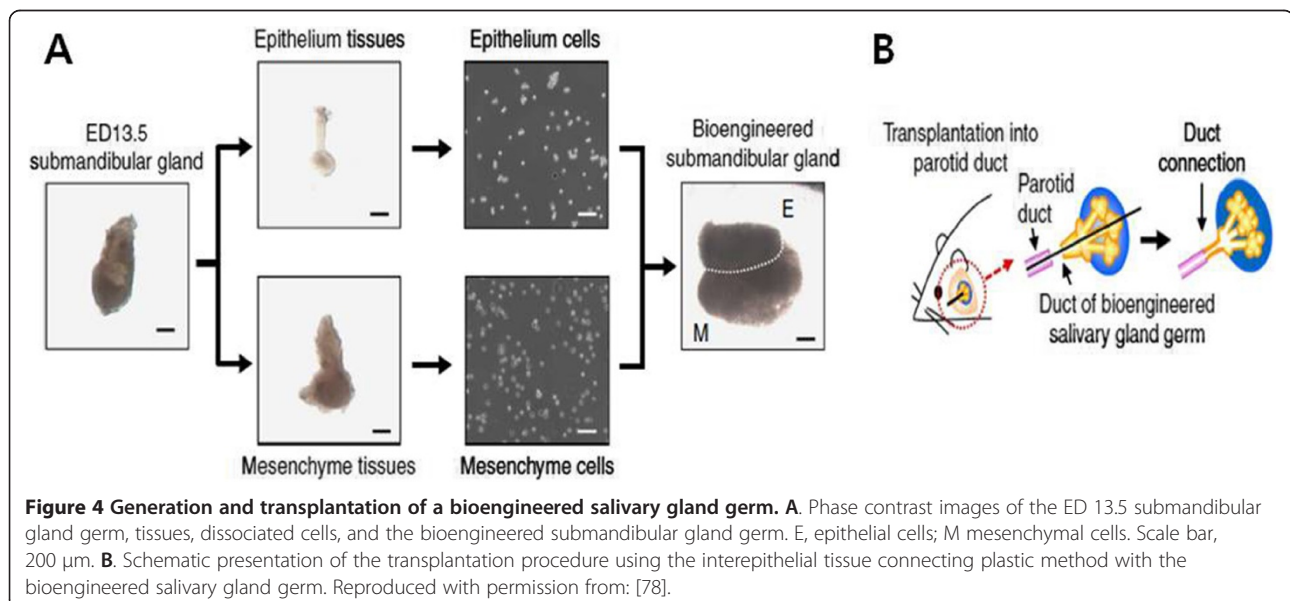 A
B
Epithelium tissues
Epithelium cells
ED13.5
submandibular gland
Bioengineered
submandibular gland
E
M
Mesenchyme tissues
Mesenchyme cells
Transplantation into
parotid duct
Parotid
duct
Duct
connection
Duct of bioengineered
salivary gland germ
Figure 4 Generation and transplantation of a bioengineered salivary gland germ. A. Phase contrast images of the ED 13.5 submandibular
gland germ, tissues, dissociated cells, and the bioengineered submandibular gland germ. E, epithelial cells; M mesenchymal cells. Scale bar,
200 μm. B. Schematic presentation of the transplantation procedure using the interepithelial tissue connecting plastic method with the
bioengineered salivary gland germ. Reproduced with permission from: [78].